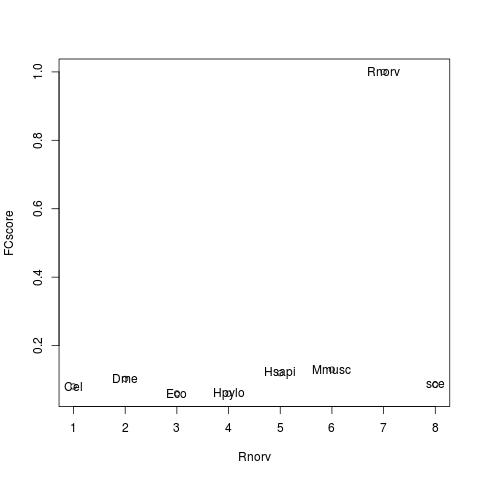 1.0
0.8
0.6
0.4
0.2
FCscore
Rnorv
Cel
Dme
Eco
Hpylo
Hsapi
Mmusc
sce
1 2 3 4 5 6 7 8
Rnorv